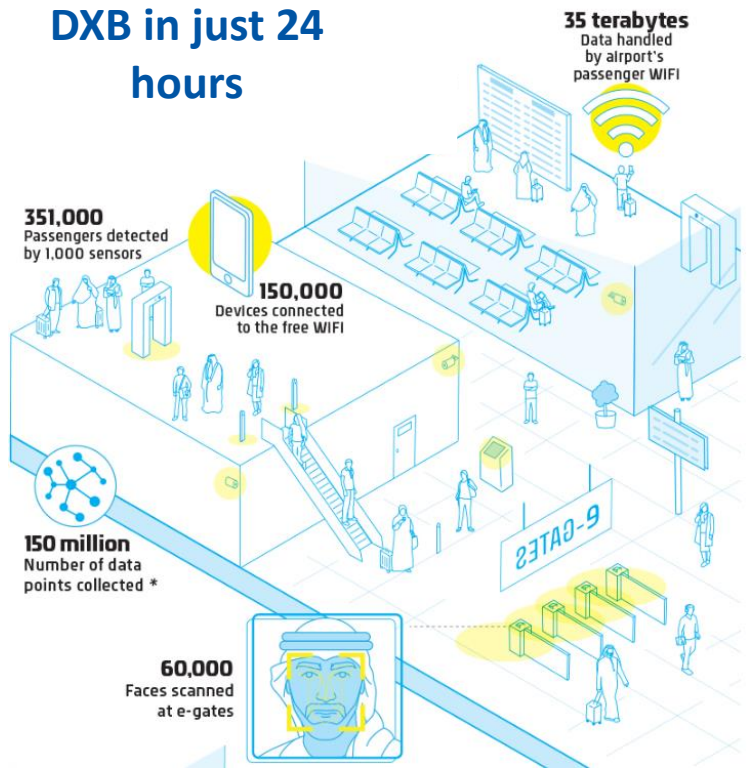 DXB in just 24
hours
35 terabytes
Data handled
by airport's
passenger WIFI
351,000
Passengers detected
by 1,000 sensors
150,000
Devices connected
to the free WIFI
150 million
Number of data
points collected *
e-GATES
60,000
Faces scanned
at e-gates